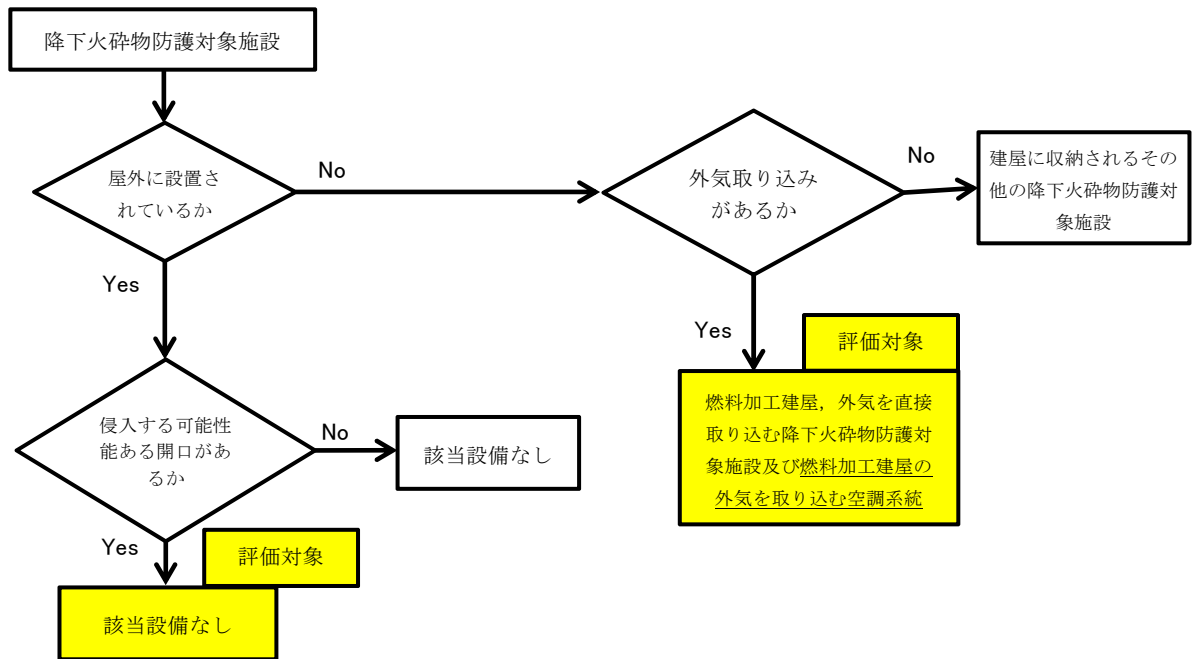 降下火砕物防護対象施設
屋外に設置さ
れているか
No
外気取り込み
があるか
No
建屋に収納されるその
他の降下火砕物防護対
象施設
Yes
Yes
評価対象
燃料加工建屋，外気を直接
取り込む降下火砕物防護対
象施設及び燃料加工建屋の
外気を取り込む空調系統
侵入する可能性
能ある開口があ
るか
No
該当設備なし
Yes
評価対象
該当設備なし